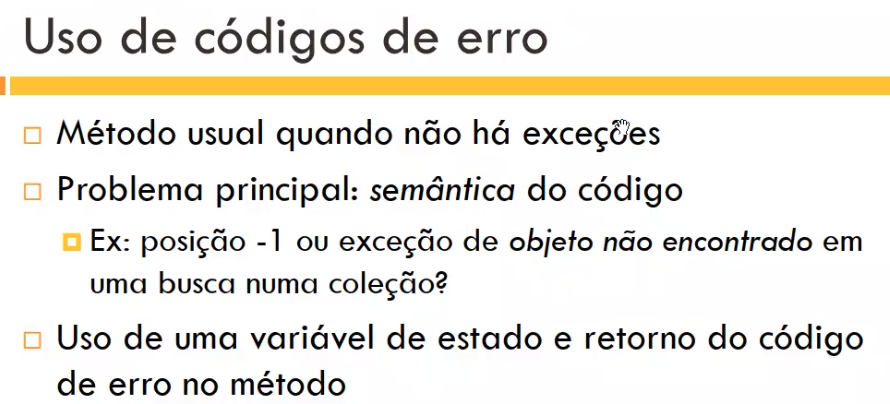 Uso de códigos de erro
Método usual quando não há exceções
Problema principal: semântica do código
Ex: posição -1 ou exceção de objeto não encontrado em
uma busca numa coleção?
Uso de uma variável de estado e retorno do código
de erro no método